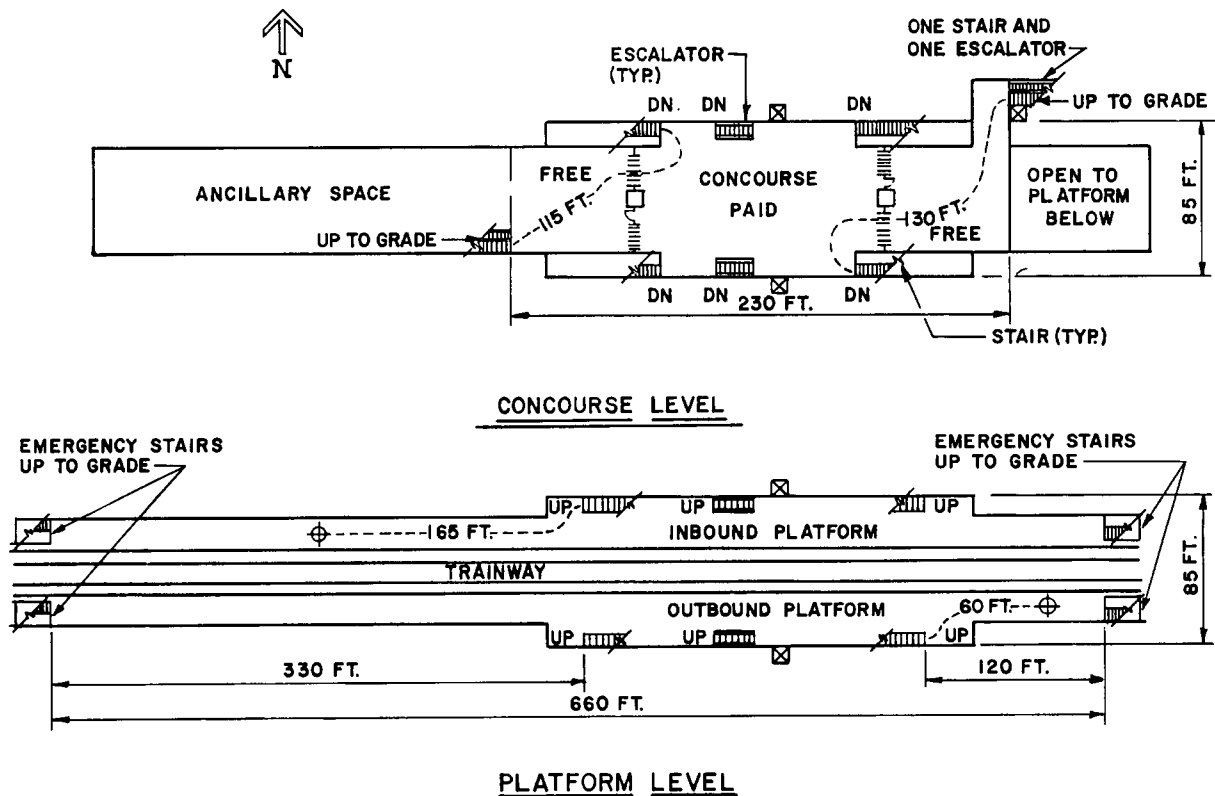 N
ONE STAIR AND
ONE ESCALATOR
ESCALATOR
(TYP.)
DN.
DN
DN
UP TO GRADE
ANCILLARY SPACE
FREE
CONCOURSE
PAID
OPEN TO
PLATFORM
BELOW
85 FT.
115 FT.
130 FT.
FREE
UP TO GRADE
DN
DN
DN
230 FT.
STAIR (TYP.)
CONCOURSE LEVEL
EMERGENCY STAIRS
UP TO GRADE
EMERGENCY STAIRS
UP TO GRADE
UP
UP
UP
165 FT.
INBOUND PLATFORM
TRAINWAY
85 FT.
OUTBOUND PLATFORM
60 FT.
UP
UP
UP
330 FT.
120 FT.
660 FT.
PLATFORM LEVEL